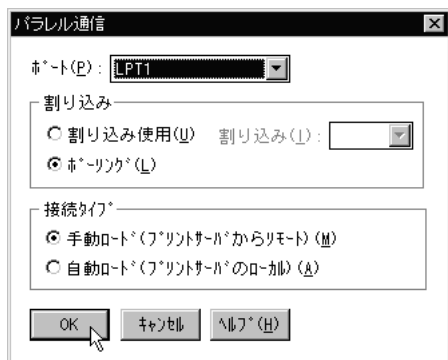 パラレル通信
ﾎﾟｰﾄ(P) : LPT1
割り込み
割り込み使用(U) 割り込み(I) :
ﾎﾟｰﾘﾝｸﾞ(L)
接続ﾀｲﾌﾟ
手動ﾛｰﾄﾞ(ﾌﾟﾘﾝﾄｻｰﾊﾞからﾘﾓｰﾄ) (M)
自動ﾛｰﾄﾞ(ﾌﾟﾘﾝﾄｻｰﾊﾞのﾛｰｶﾙ) (A)
OK ｷｬﾝｾﾙ ﾍﾙﾌﾟ(H)